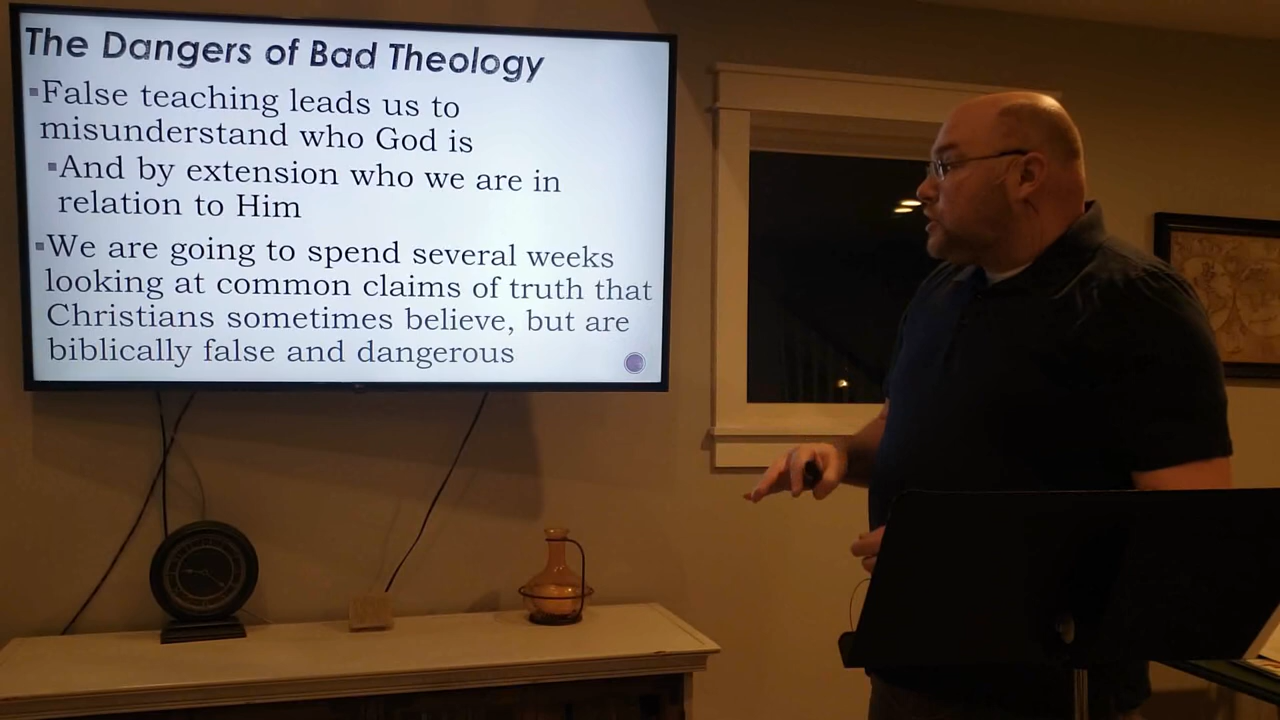 The Dangers of Bad Theology
▪False teaching leads us to
misunderstand who God is
▪And by extension who we are in
relation to Him
▪We are going to spend several weeks
looking at common claims of truth that
Christians sometimes believe, but are
biblically false and dangerous